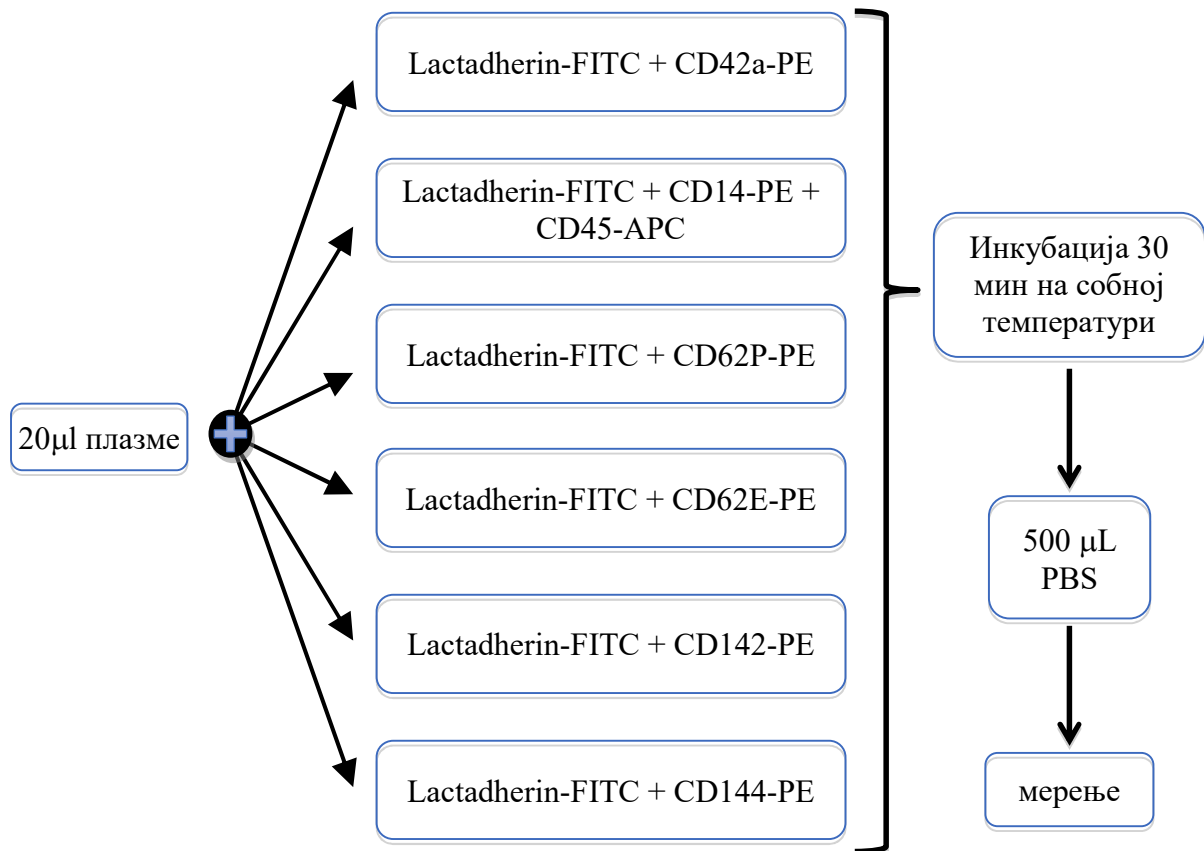 20μl плазме
Lactadherin-FITC + CD42a-PE
Lactadherin-FITC + CD14-PE +
CD45-APC
Lactadherin-FITC + CD62P-PE
Lactadherin-FITC + CD62E-PE
Lactadherin-FITC + CD142-PE
Lactadherin-FITC + CD144-PE
Инкубација 30
мин на собној
температури
500 μL
PBS
мерење